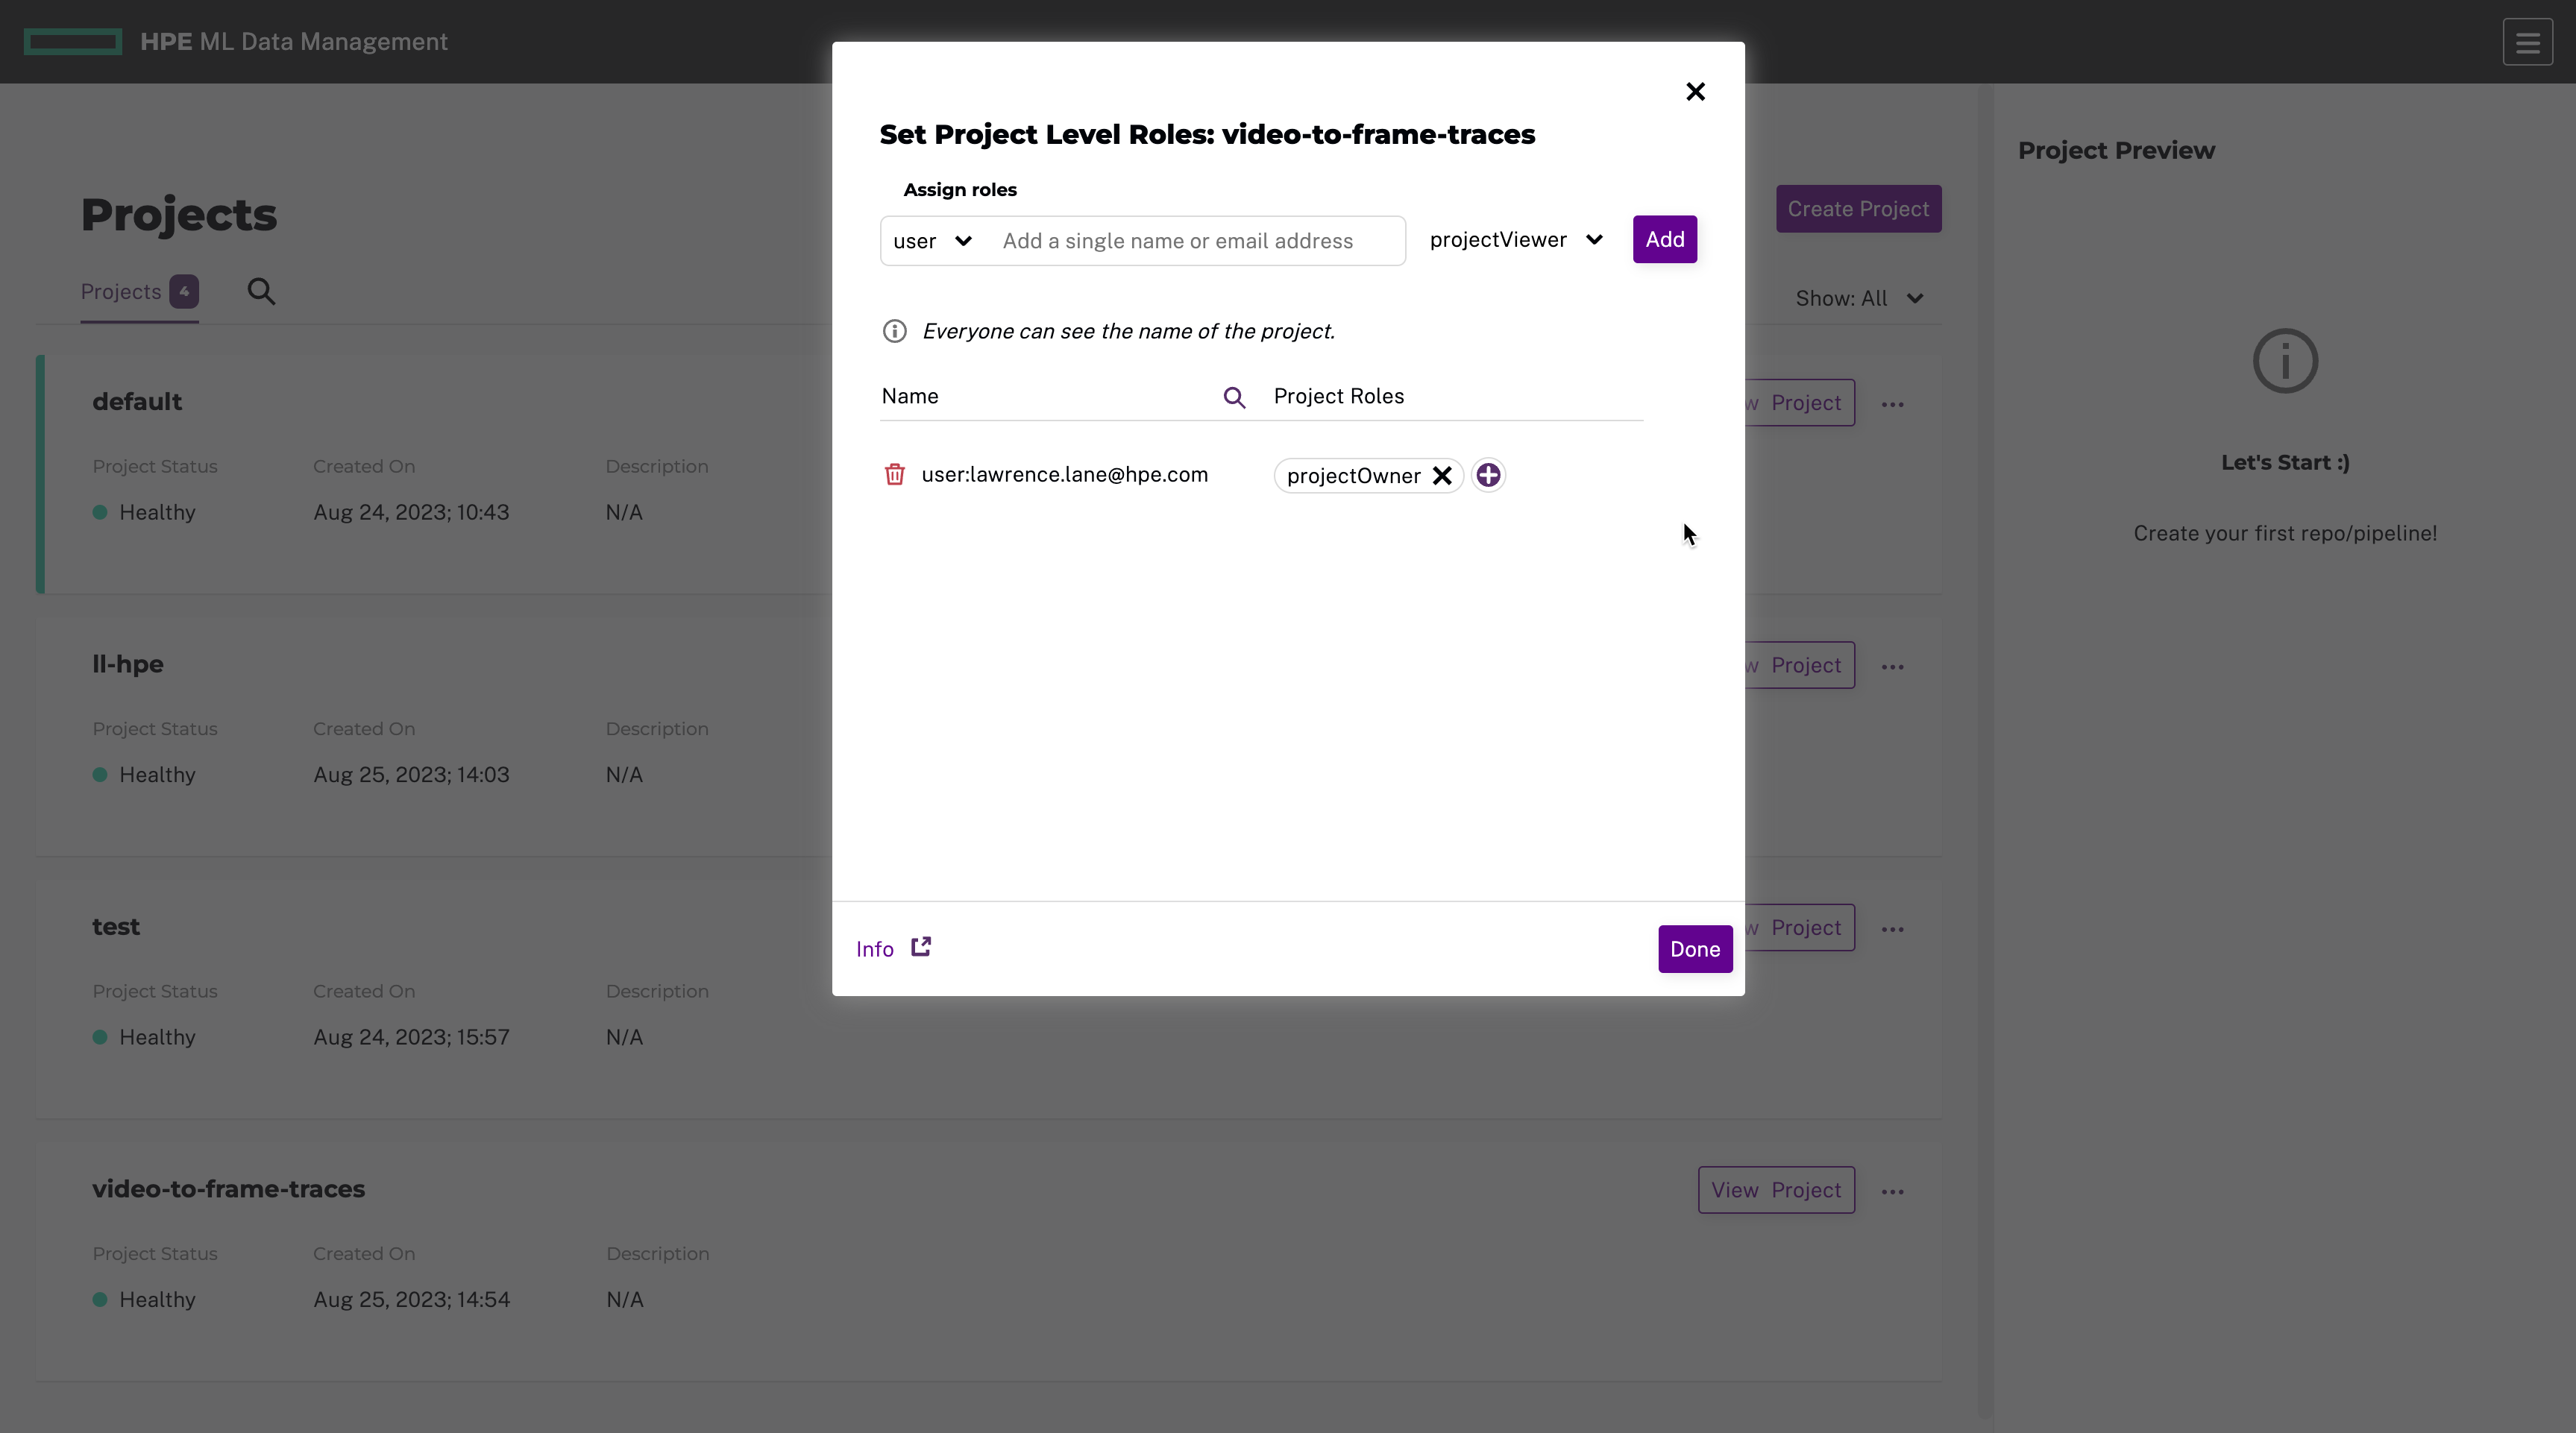 HPE ML Data Management
Projects
Create Project
Projects 4
Show: All
default
w Project
Project Status Created On Description
Healthy Aug 24, 2023; 10:43 N/A
ll-hpe
w Project
Project Status Created On Description
Healthy Aug 25, 2023; 14:03 N/A
test
w Project
Project Status Created On Description
Healthy Aug 24, 2023; 15:57 N/A
video-to-frame-traces
View Project
Project Status Created On Description
Healthy Aug 25, 2023; 14:54 N/A
Set Project Level Roles: video-to-frame-traces
Assign roles
user Add a single name or email address projectViewer Add
Everyone can see the name of the project.
Name Project Roles
user:lawrence.lane@hpe.com projectOwner
Info Done
Project Preview
Let's Start :)
Create your first repo/pipeline!